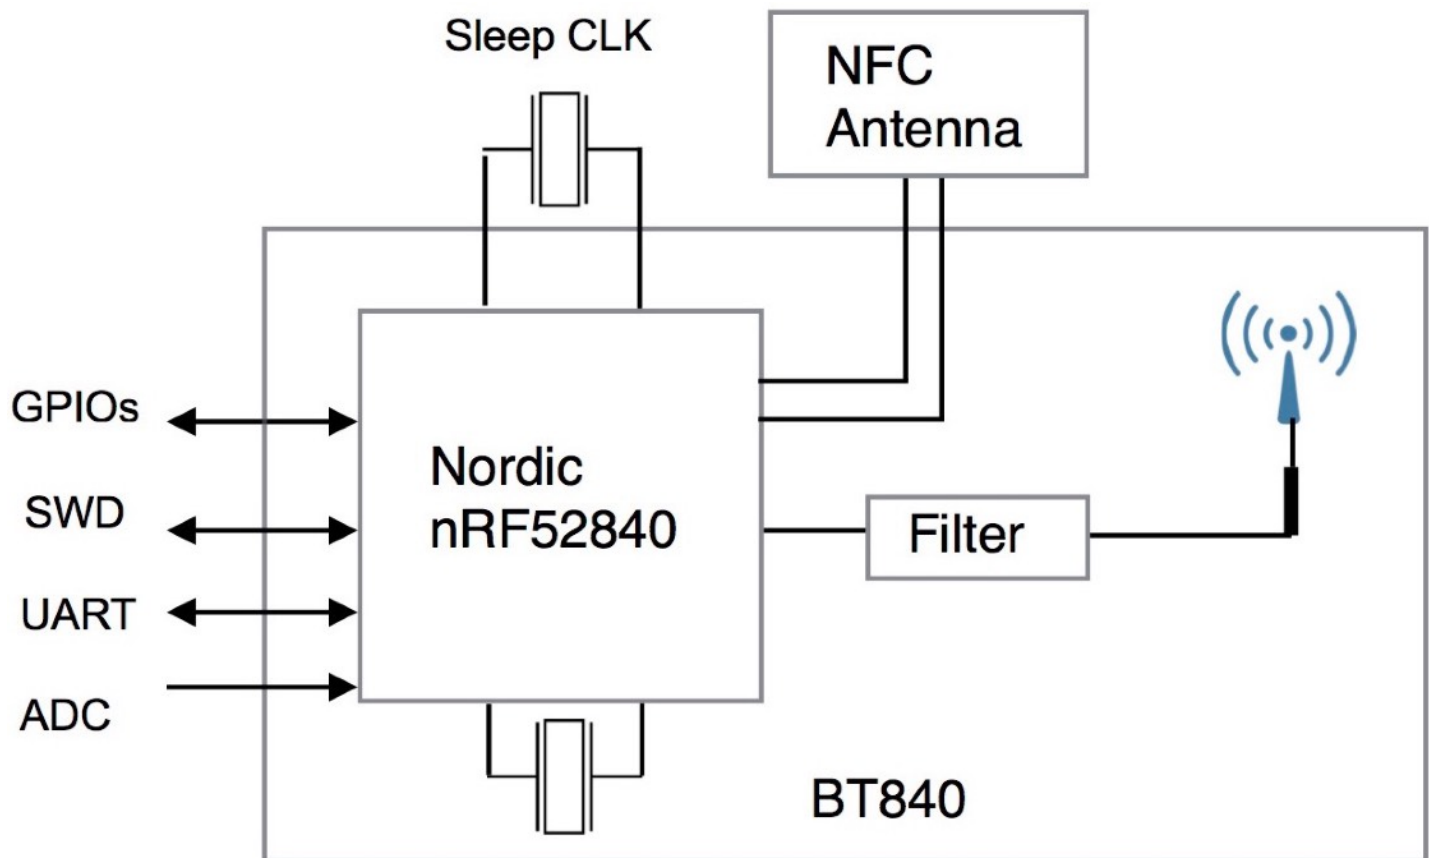 Sleep CLK
NFC
Antenna
GPIOs
SWD
UART
ADC
Nordic
nRF52840
Filter
BT840